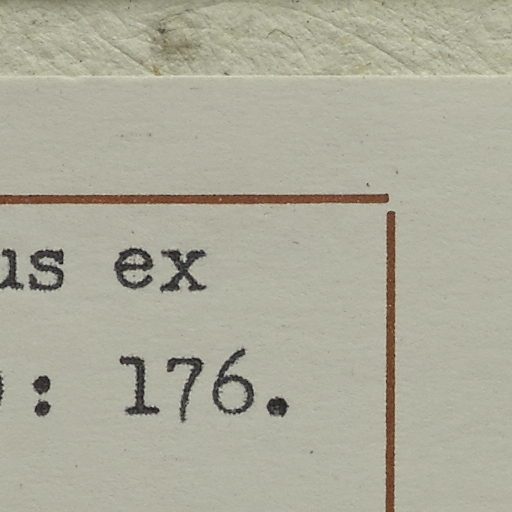 us ex
: 176.